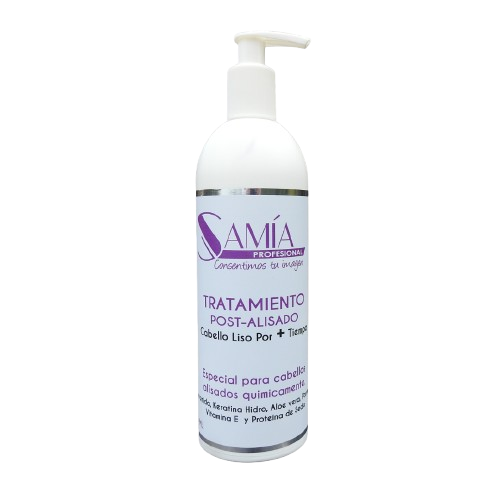 SAMÍA
PROFESIONAL
Consentimos tu imagen
TRATAMIENTO
POST-ALISADO
Cabello Liso Por + Tiempo
Especial para cabellos
alisados quimicamente.
Keratina Hidro, Aloe vera,
Vitamina E y Proteína de Seda.